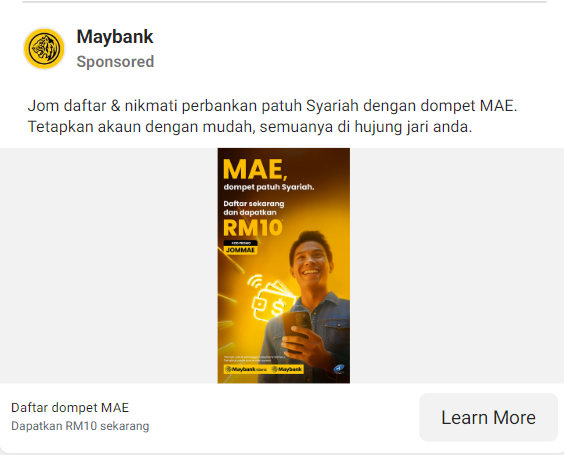 Maybank
Sponsored
Jom daftar & nikmati perbankan patuh Syariah dengan dompet MAE.
Tetapkan akaun dengan mudah, semuanya di hujung jari anda.
MAE,
dompet patuh Syariah.
Daftar sekarang
dan dapatkan
RM10
KOD PROMO
JOMMAE
Maybank Islamic Maybank
Daftar dompet MAE
Dapatkan RM10 sekarang
Learn More